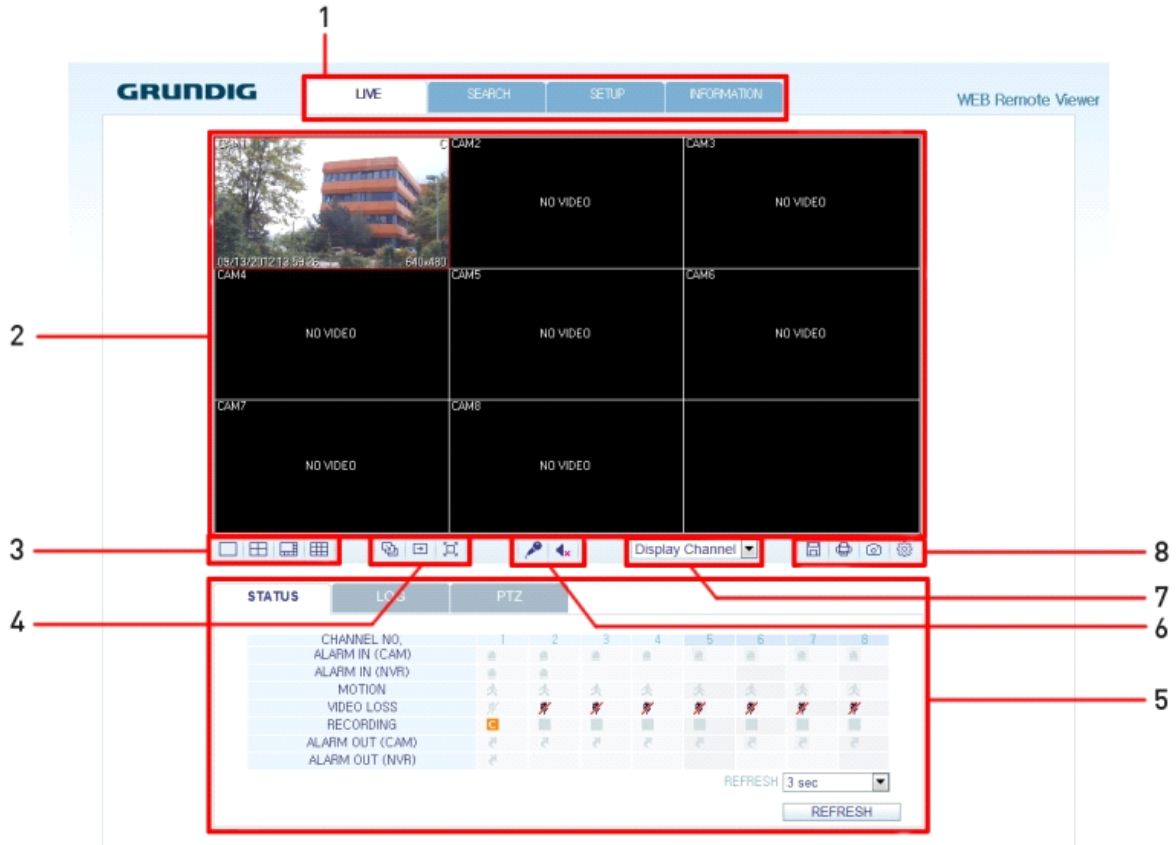 1
GRUNDIG
LIVE SEARCH SETUP INFORMATION
WEB Remote Viewer
CAM1 C CAM2 CAM3
NO VIDEO NO VIDEO
09/13/2012 13:59:26 640x480
CAM4 CAM5 CAM6
2
NO VIDEO NO VIDEO NO VIDEO
CAM7 CAM8
NO VIDEO NO VIDEO
3
Display Channel
8
STATUS LOG PTZ
7
4
6
CHANNEL NO. 1 2 3 4 5 6 7 8
ALARM IN (CAM)
ALARM IN (NVR)
MOTION
5
VIDEO LOSS
RECORDING C
ALARM OUT (CAM)
ALARM OUT (NVR)
REFRESH 3 sec
REFRESH